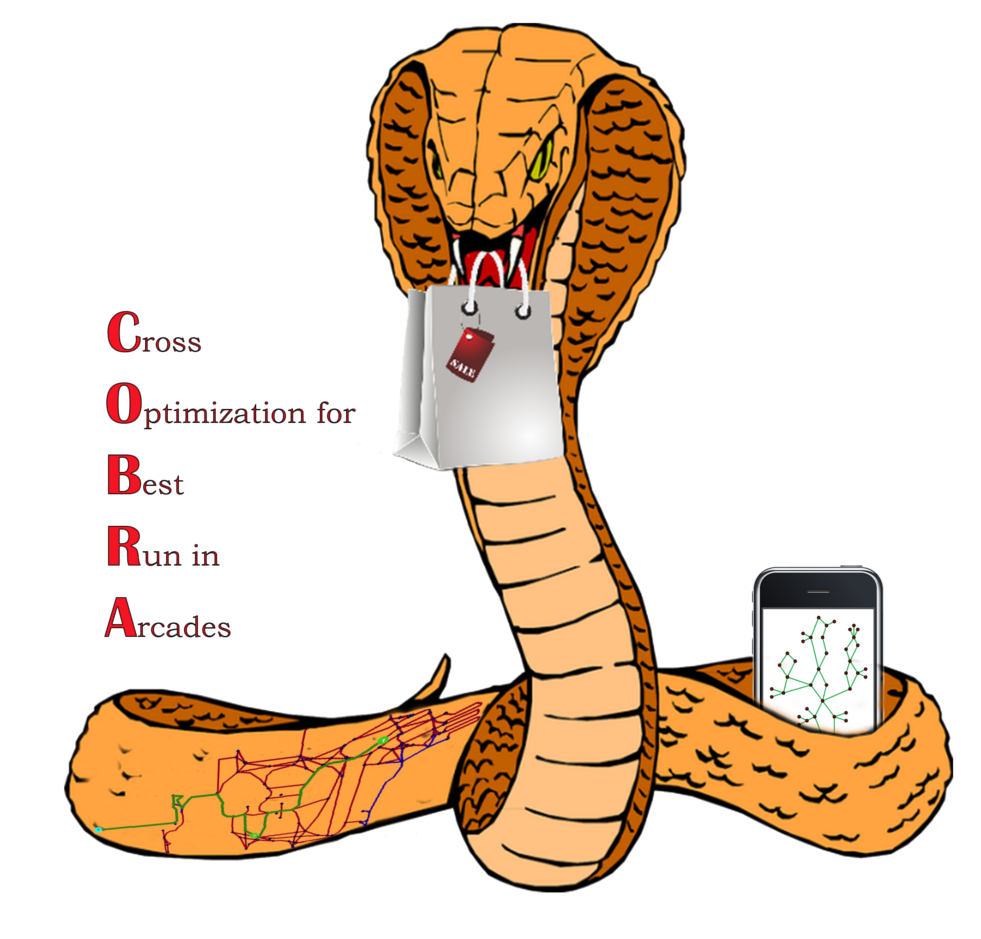 Cross
Optimization for
Best
Run in
Arcades
SALE